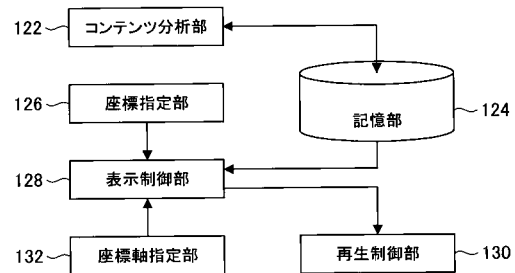 122 コンテンツ分析部
126 座標指定部
記憶部 124
128 表示制御部
132 座標軸指定部
再生制御部 130